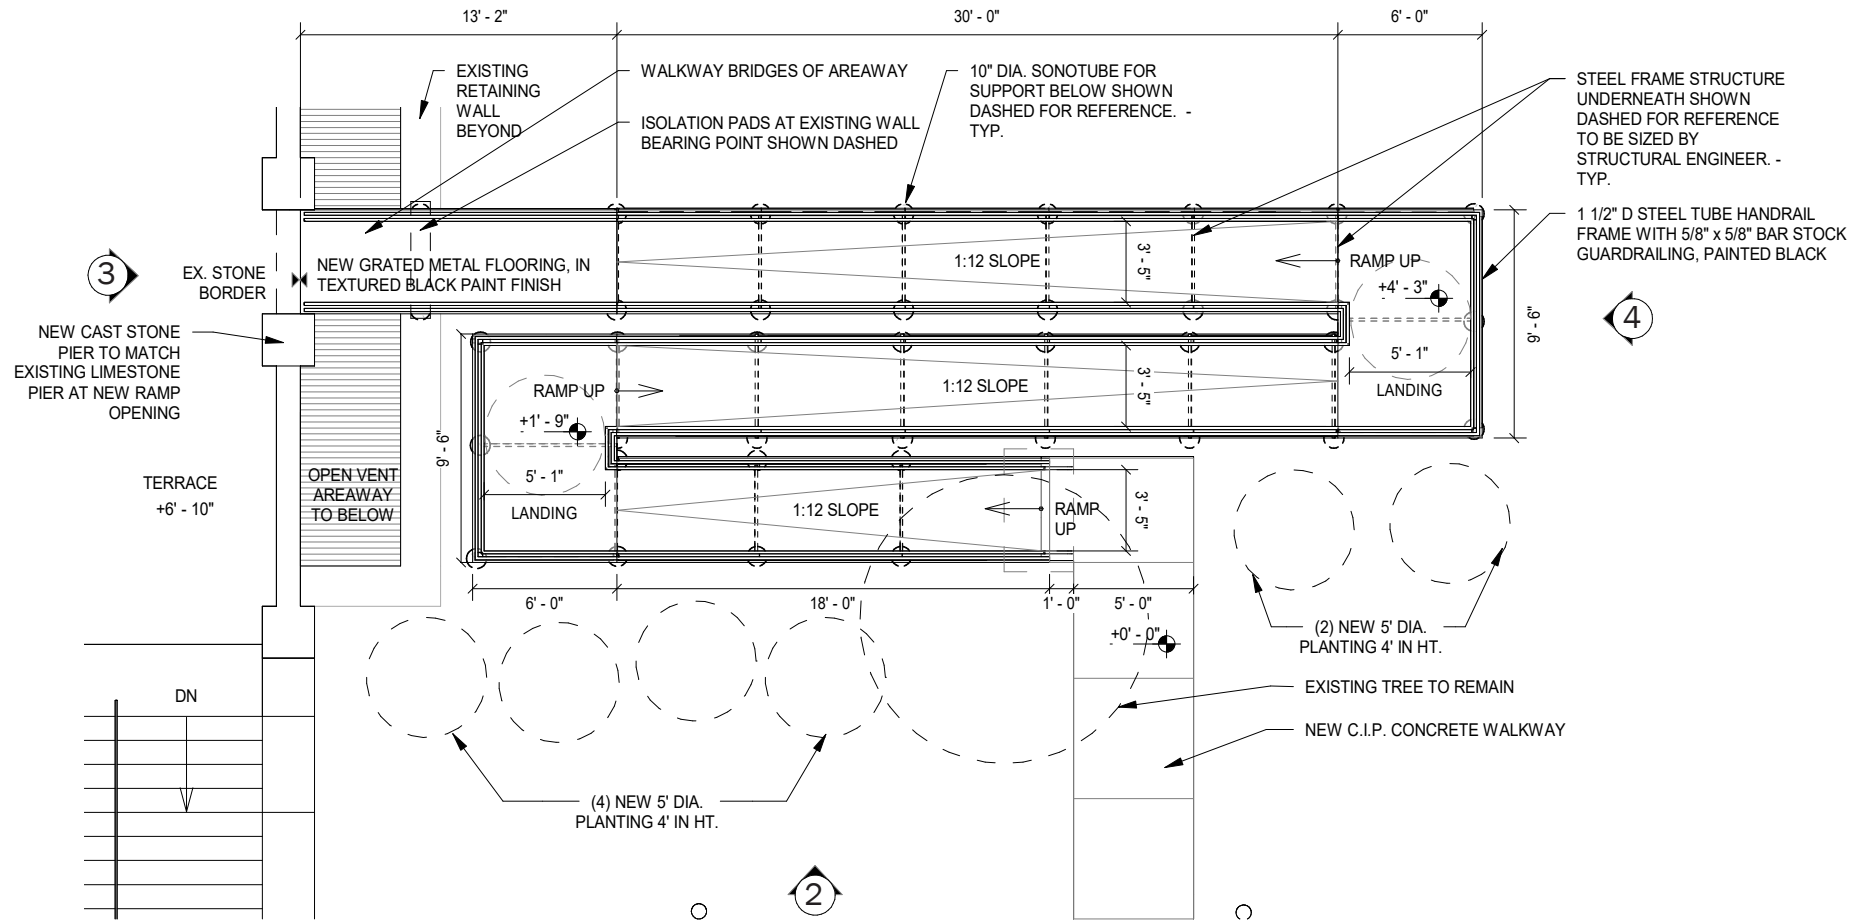 13' - 2"
30' - 0"
6' - 0"
EXISTING
RETAINING
WALL
BEYOND
WALKWAY BRIDGES OF AREAWAY
ISOLATION PADS AT EXISTING WALL
BEARING POINT SHOWN DASHED
10" DIA. SONOTUBE FOR
SUPPORT BELOW SHOWN
DASHED FOR REFERENCE. -
TYP.
STEEL FRAME STRUCTURE
UNDERNEATH SHOWN
DASHED FOR REFERENCE
TO BE SIZED BY
STRUCTURAL ENGINEER. -
TYP.
1 1/2" D STEEL TUBE HANDRAIL
FRAME WITH 5/8" x 5/8" BAR STOCK
GUARDRAILING, PAINTED BLACK
3
EX. STONE
BORDER
NEW GRATED METAL FLOORING, IN
TEXTURED BLACK PAINT FINISH
1:12 SLOPE
3' - 5"
RAMP UP
+4' - 3"
9' - 6"
4
NEW CAST STONE
PIER TO MATCH
EXISTING LIMESTONE
PIER AT NEW RAMP
OPENING
5' - 1"
LANDING
RAMP UP
1:12 SLOPE
3' - 5"
+1' - 9"
9' - 6"
5' - 1"
LANDING
TERRACE
+6' - 10"
OPEN VENT
AREAWAY
TO BELOW
1:12 SLOPE
RAMP
UP
3' - 5"
6' - 0"
18' - 0"
1' - 0"
5' - 0"
+0' - 0"
(2) NEW 5' DIA.
PLANTING 4' IN HT.
EXISTING TREE TO REMAIN
NEW C.I.P. CONCRETE WALKWAY
DN
(4) NEW 5' DIA.
PLANTING 4' IN HT.
2